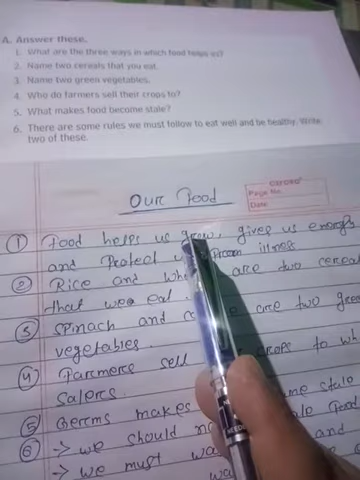 A. Answer these.
1. What are the three ways in which food helps us?
2. Name two cereals that you eat.
3. Name two green vegetables.
4. Who do farmers sell their crops to?
5. What makes food become stale?
6. There are some rules we must follow to eat well and be healthy. Write
two of these.
Our Food
Page No.
Date
① Food helps us grow, gives us energy
and Protect from illness
② Rice and are two cereal
that we eat
③ Spinach and are two gree
vegetables.
④ Farmers sell crops to wh
salers.
⑤ Germs makes stale
⑥ → we should food
→ we must and